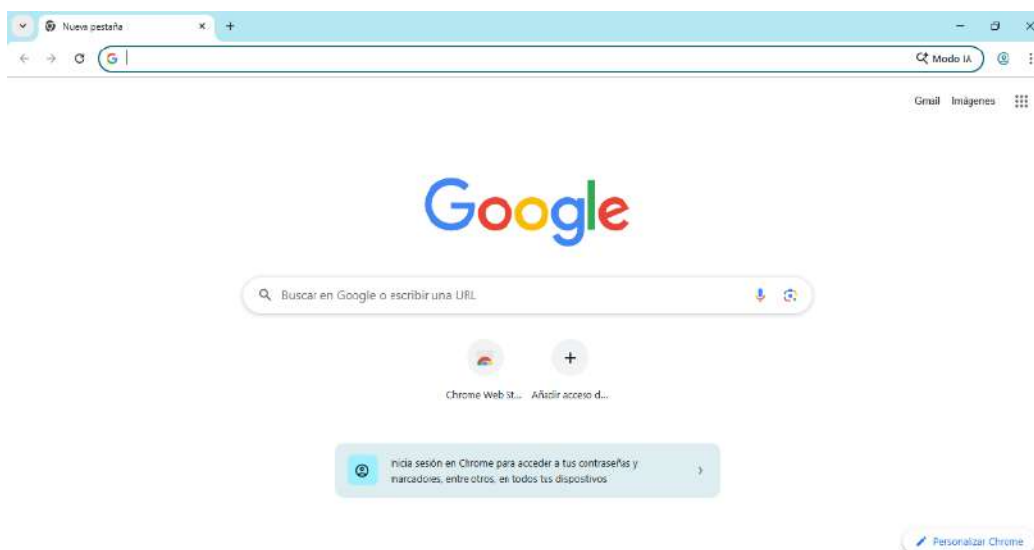 Nueva pestaña
Modo IA
Gmail Imágenes
Google
Buscar en Google o escribir una URL
Chrome Web St... Añadir acceso d...
Inicia sesión en Chrome para acceder a tus contraseñas y
marcadores, entre otros, en todos tus dispositivos
Personalizar Chrome